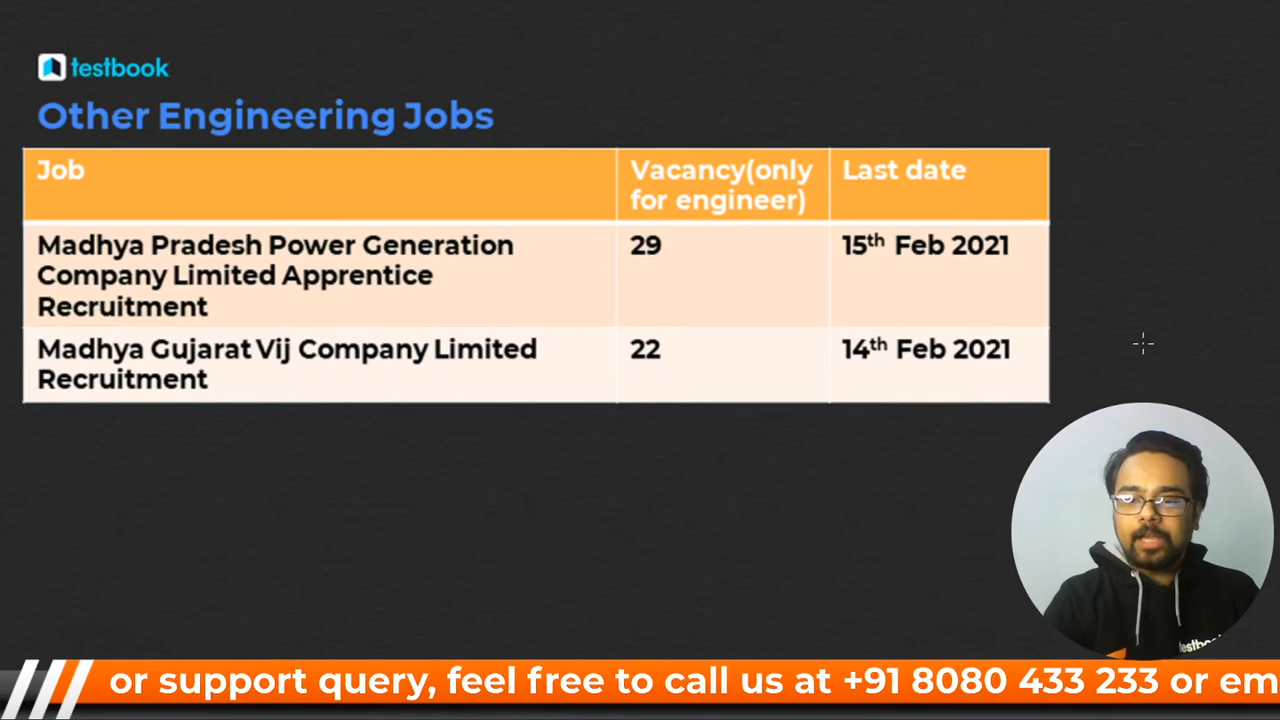 testbook
Other Engineering Jobs
Job
Vacancy(only
for engineer)
Last date
Madhya Pradesh Power Generation
Company Limited Apprentice
Recruitment
29
15th Feb 2021
Madhya Gujarat Vij Company Limited
Recruitment
22
14th Feb 2021
or support query, feel free to call us at +91 8080 433 233 or em